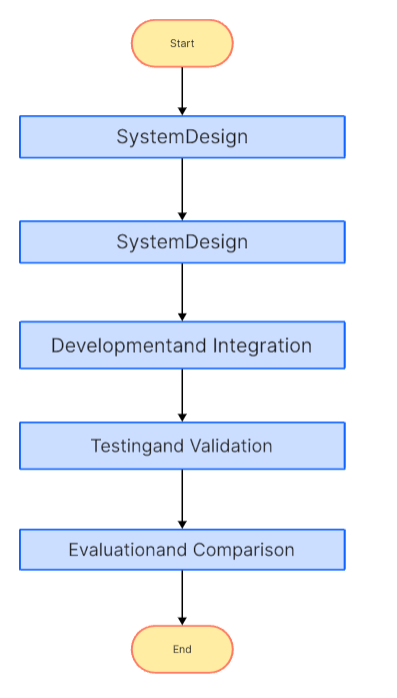 Start
SystemDesign
SystemDesign
Developmentand Integration
Testingand Validation
Evaluationand Comparison
End